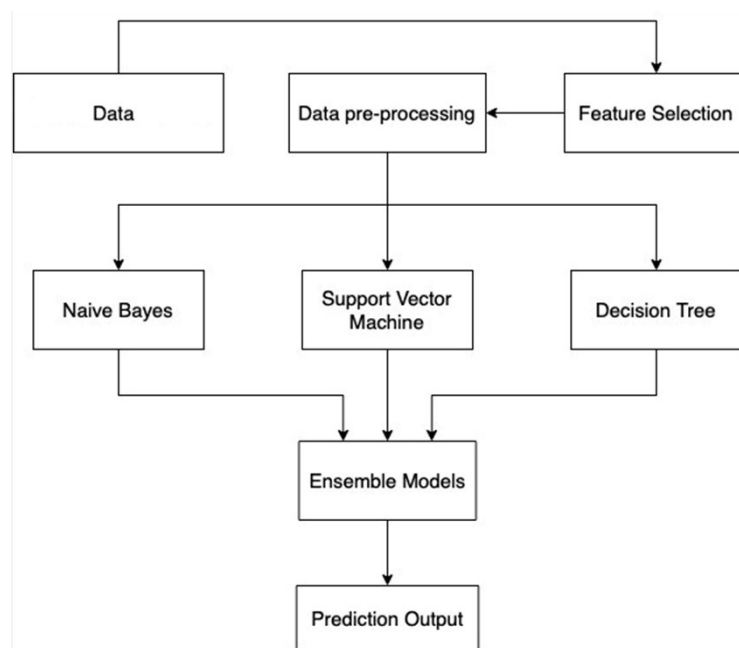 Data
Data pre-processing
Feature Selection
Naive Bayes
Support Vector
Machine
Decision Tree
Ensemble Models
Prediction Output